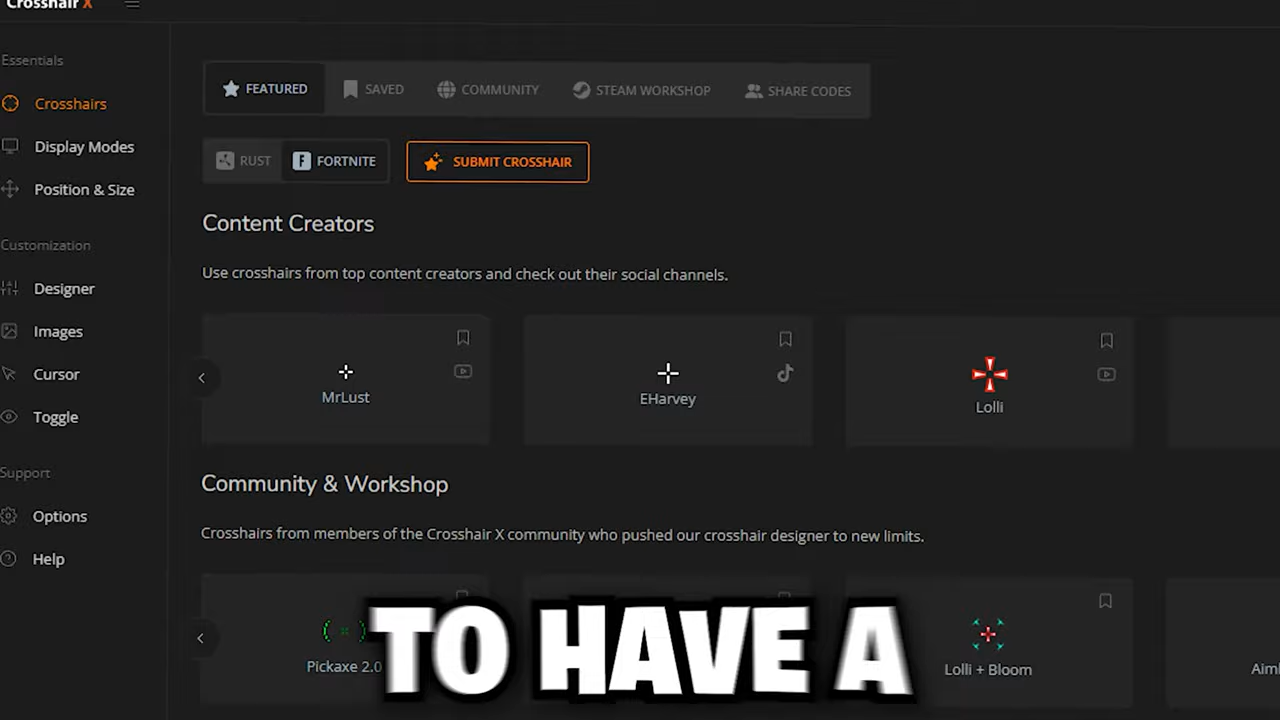 Crosshair X
Essentials
Crosshairs
Display Modes
Position & Size
Customization
Designer
Images
Cursor
Toggle
Support
Options
Help
FEATURED SAVED COMMUNITY STEAM WORKSHOP SHARE CODES
RUST FORTNITE SUBMIT CROSSHAIR
Content Creators
Use crosshairs from top content creators and check out their social channels.
MrLust EHarvey Lolli
Community & Workshop
Crosshairs from members of the Crosshair X community who pushed our crosshair designer to new limits.
Pickaxe 2.0 Lolli + Bloom
TO HAVE A